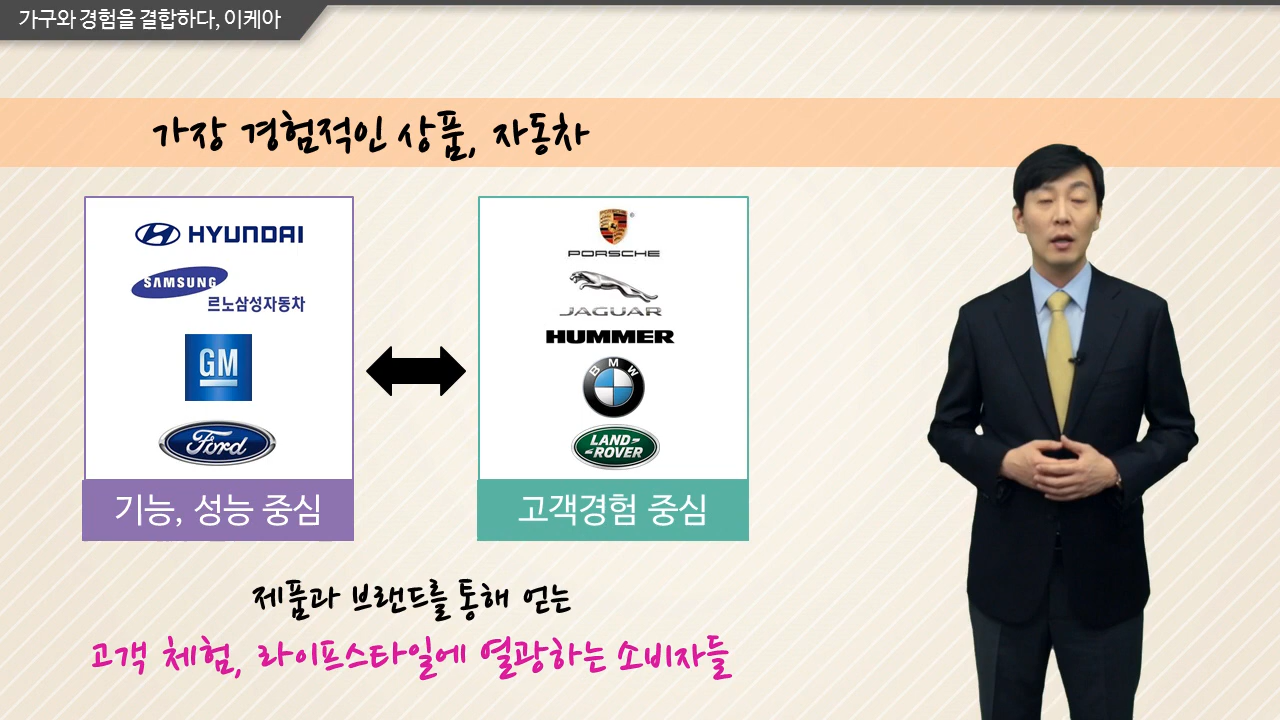 가구와 경험을 결합하다, 이케아
가장 경험적인 상품, 자동차
HYUNDAI
SAMSUNG
르노삼성자동차
GM
Ford
기능, 성능 중심
PORSCHE
JAGUAR
HUMMER
BMW
LAND-
-ROVER
고객경험 중심
제품과 브랜드를 통해 얻는
고객 체험, 라이프스타일에 열광하는 소비자들